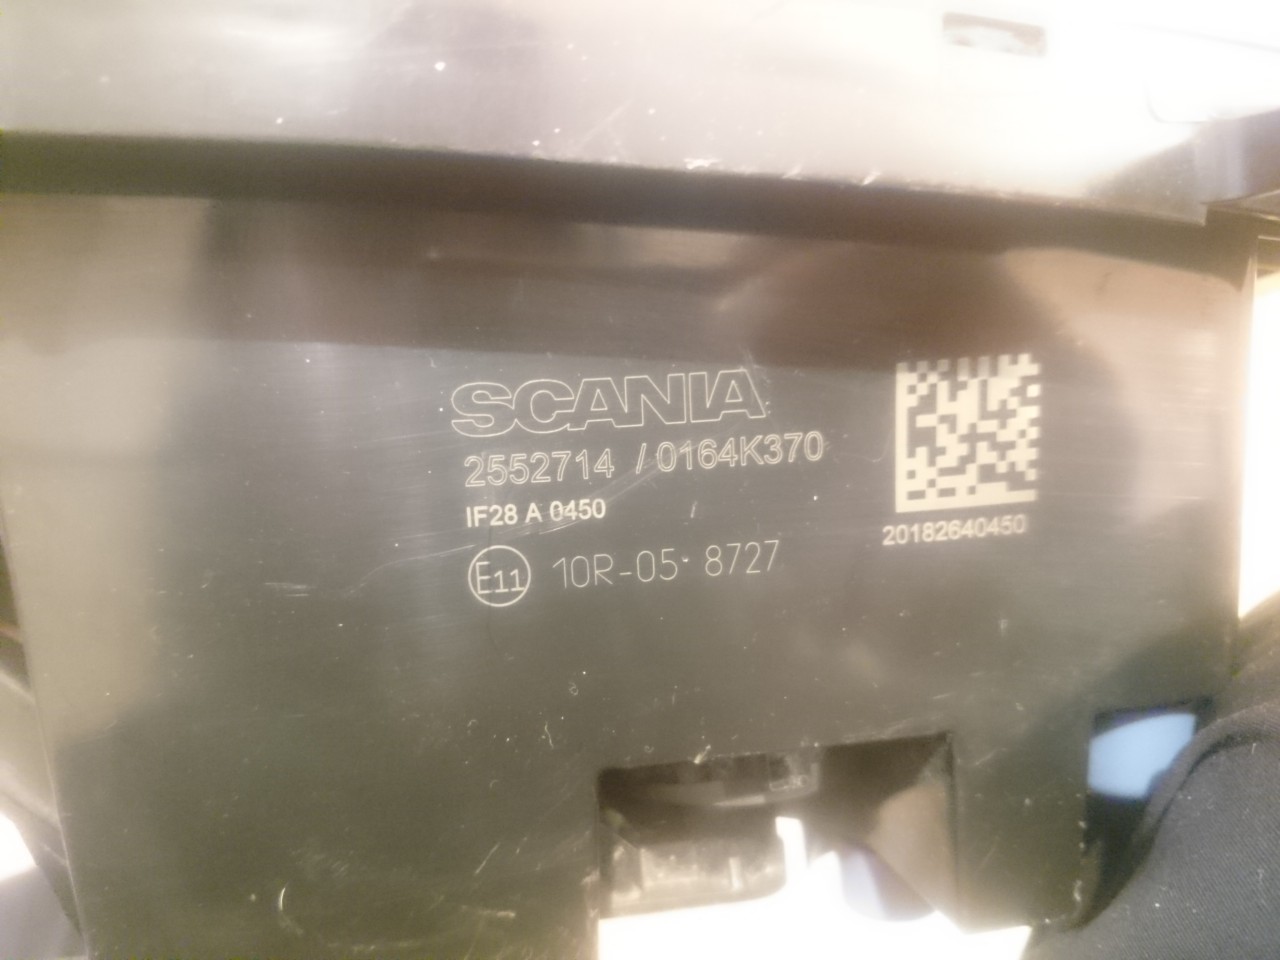 SCANIA
2552714 / 0164K370
IF28 A 0450
E11 10R-05 8727
20182640450